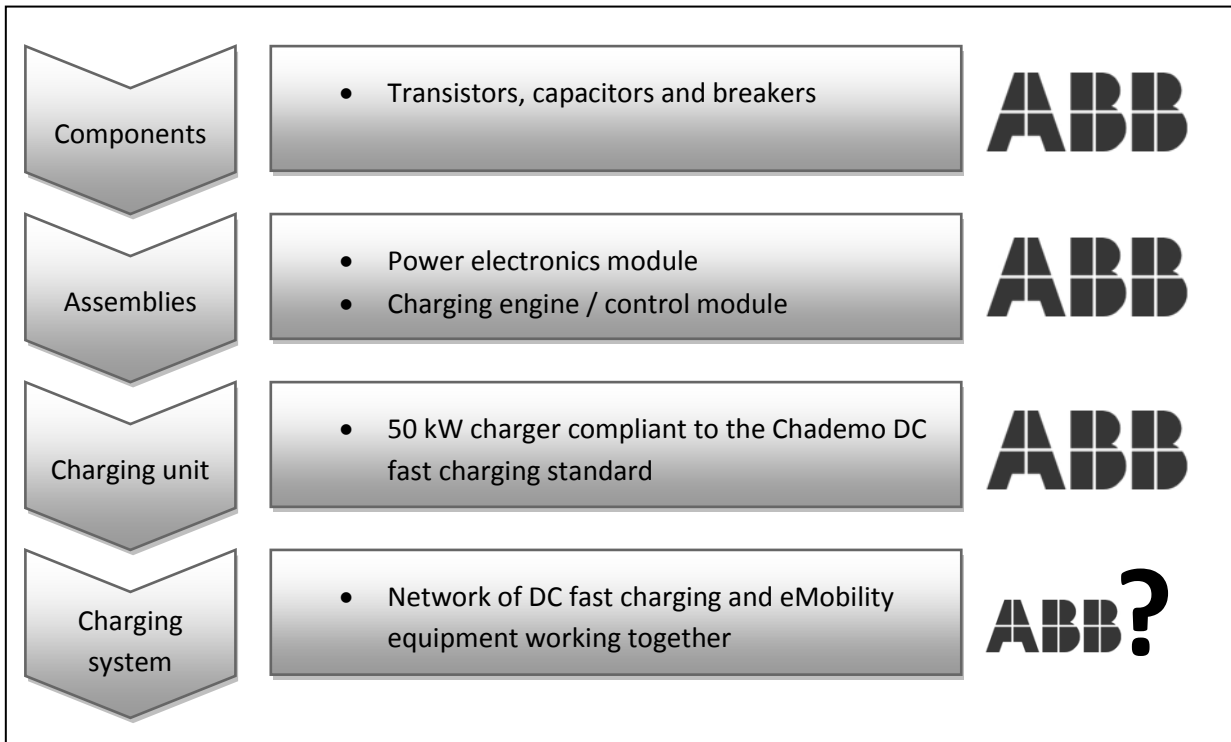 Components
• Transistors, capacitors and breakers
ABB
Assemblies
• Power electronics module
• Charging engine / control module
ABB
Charging unit
• 50 kW charger compliant to the Chademo DC
fast charging standard
ABB
Charging
system
• Network of DC fast charging and eMobility
equipment working together
ABB?